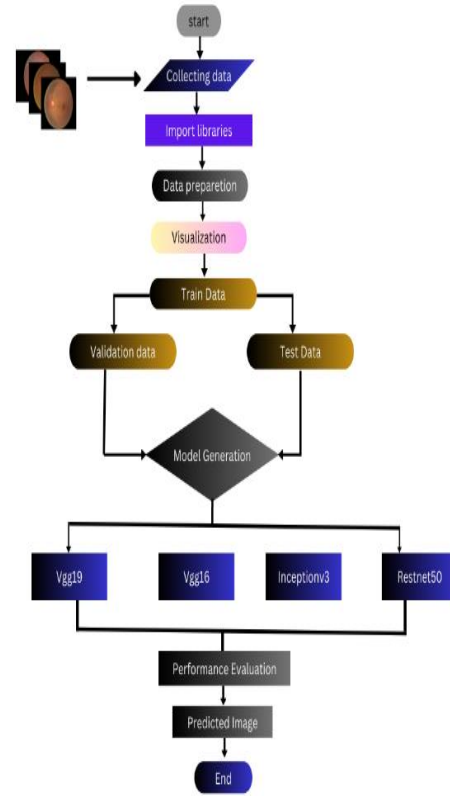 start
Collecting data
Import libraries
Data preparetion
Visualization
Train Data
Validation data
Test Data
Model Generation
Vgg19
Vgg16
Inceptionv3
Restnet50
Performance Evaluation
Predicted Image
End